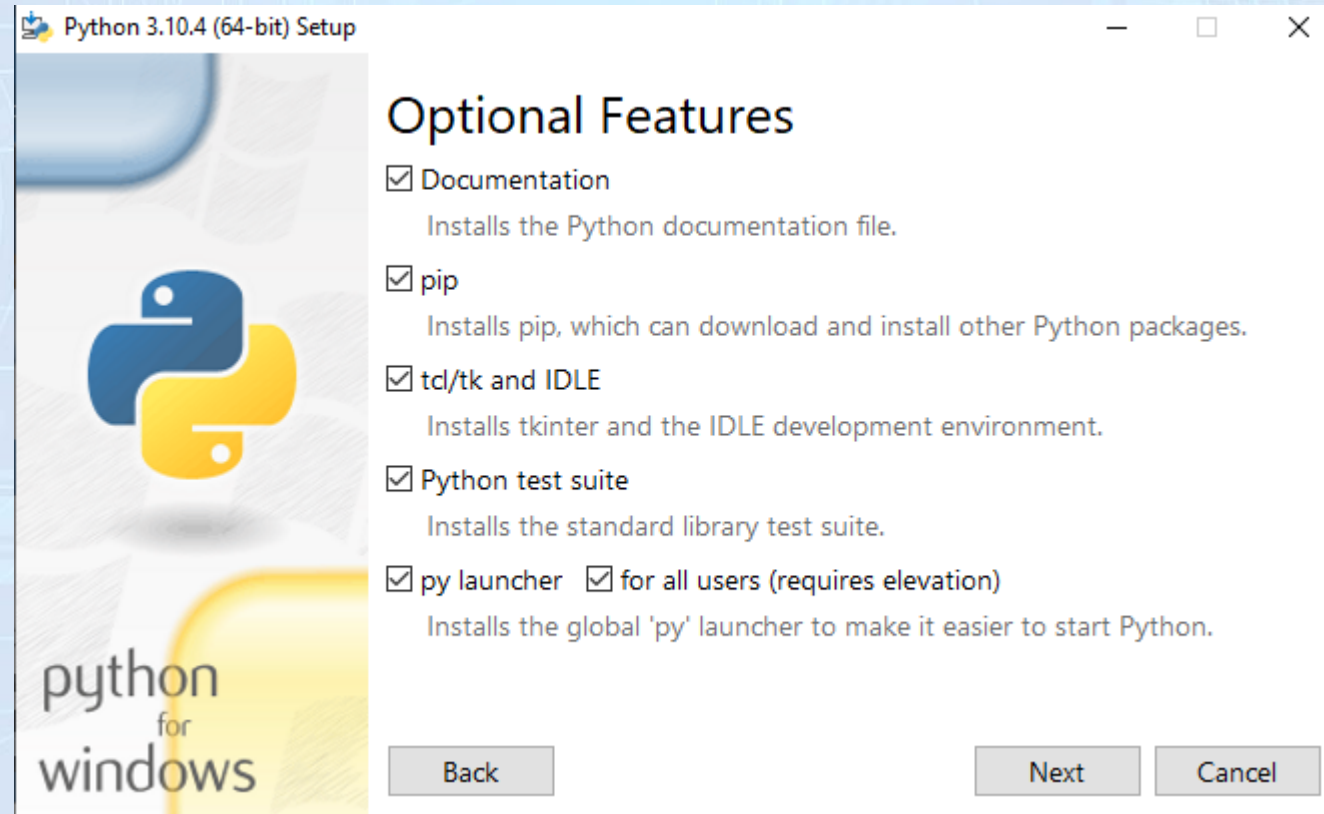 Python 3.10.4 (64-bit) Setup
Optional Features
Documentation
Installs the Python documentation file.
pip
Installs pip, which can download and install other Python packages.
tcl/tk and IDLE
Installs tkinter and the IDLE development environment.
Python test suite
Installs the standard library test suite.
py launcher for all users (requires elevation)
Installs the global 'py' launcher to make it easier to start Python.
python
for
windows
Back Next Cancel